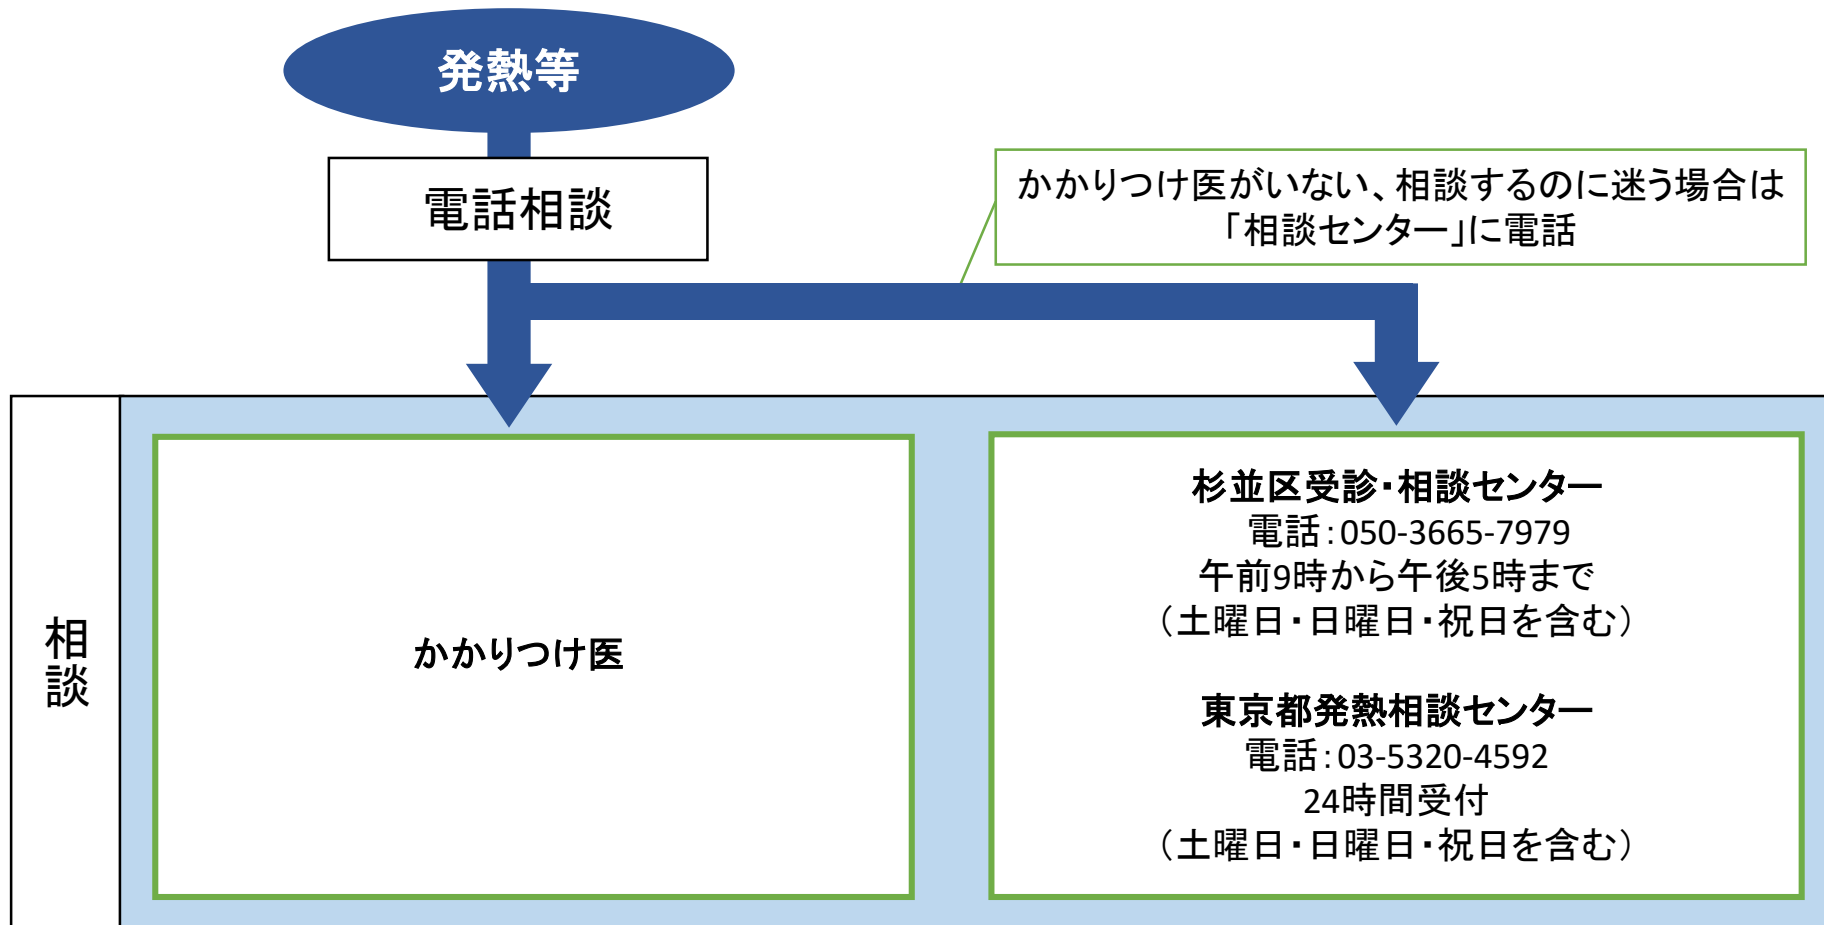 発熱等
電話相談
かかりつけ医がいない、相談するのに迷う場合は
「相談センター」に電話
相談
かかりつけ医
杉並区受診・相談センター
電話：050-3665-7979
午前9時から午後5時まで
（土曜日・日曜日・祝日を含む）
東京都発熱相談センター
電話：03-5320-4592
24時間受付
（土曜日・日曜日・祝日を含む）